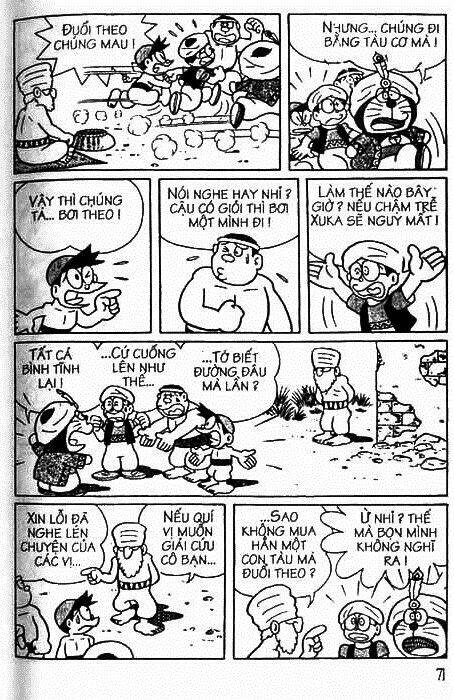 ĐUỔI THEO
CHÚNG MAU !
NHƯNG... CHÚNG ĐI
BẰNG TÀU CƠ MÀ !
VẬY THÌ CHÚNG
TA... BƠI THEO !
NÓI NGHE HAY NHỈ ?
CẬU CÓ GIỎI THÌ BƠI
MỘT MÌNH ĐI !
LÀM THẾ NÀO BÂY
GIỜ ? NẾU CHẬM TRỄ
XUKA SẼ NGUY MẤT !
TẤT CẢ
BÌNH TĨNH
LẠI !
...CỨ CUỐNG
LÊN NHƯ
THẾ...
...TỚ BIẾT
ĐƯỜNG ĐÂU
MÀ LẦN ?
XIN LỖI ĐÃ
NGHE LÉN
CHUYỆN CỦA
CÁC VỊ...
NẾU QUÍ
VỊ MUỐN
GIẢI CỨU
CÔ BẠN...
...SAO
KHÔNG MUA
HẲN MỘT
CON TÀU MÀ
ĐUỔI THEO ?
Ừ NHỈ ? THẾ
MÀ BỌN MÌNH
KHÔNG NGHĨ
RA !
71